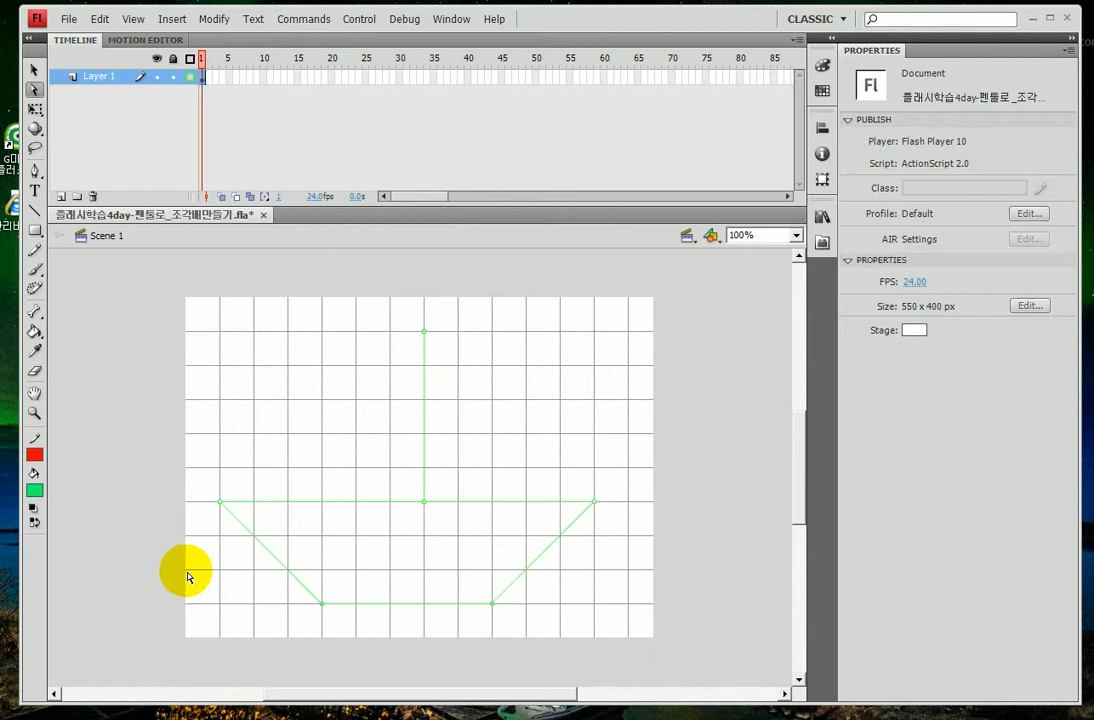 Fl File Edit View Insert Modify Text Commands Control Debug Window Help CLASSIC
TIMELINE MOTION EDITOR
1 5 10 15 20 25 30 35 40 45 50 55 60 65 70 75 80 85
Layer 1
1 24.0fps 0.0s
플래시학습4day-펜툴로_조각배만들기.fla*
Scene 1
100%
T
PROPERTIES
Fl
Document
플래시학습4day-펜툴로_조각...
PUBLISH
Player: Flash Player 10
Script: ActionScript 2.0
Class:
Profile: Default Edit...
AIR Settings Edit...
PROPERTIES
FPS: 24.00
Size: 550 x 400 px Edit...
Stage: